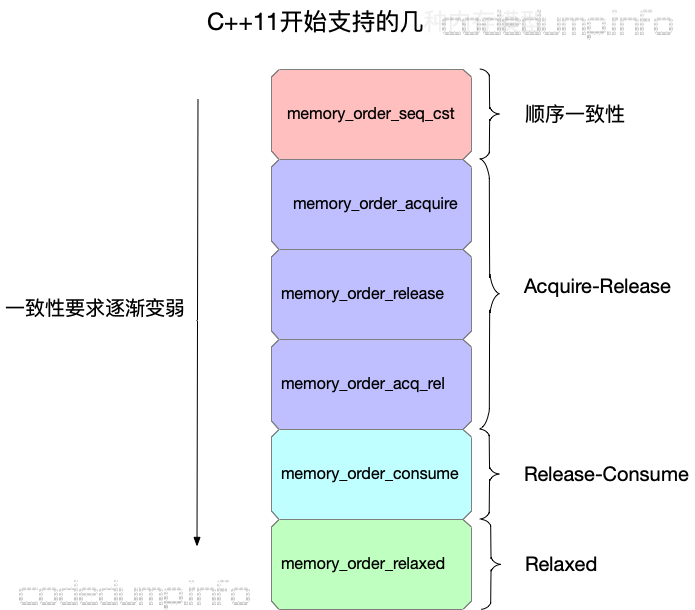 C++11开始支持的几种内存模型
codedump.info
memory_order_seq_cst
顺序一致性
memory_order_acquire
Acquire-Release
memory_order_release
一致性要求逐渐变弱
memory_order_acq_rel
memory_order_consume
Release-Consume
memory_order_relaxed
Relaxed
codedump.info